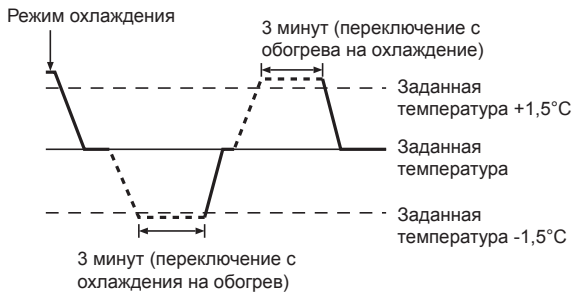 Режим охлаждения
3 минут (переключение с
обогрева на охлаждение)
Заданная
температура +1,5°C
Заданная
температура
Заданная
температура -1,5°C
3 минут (переключение с
охлаждения на обогрев)